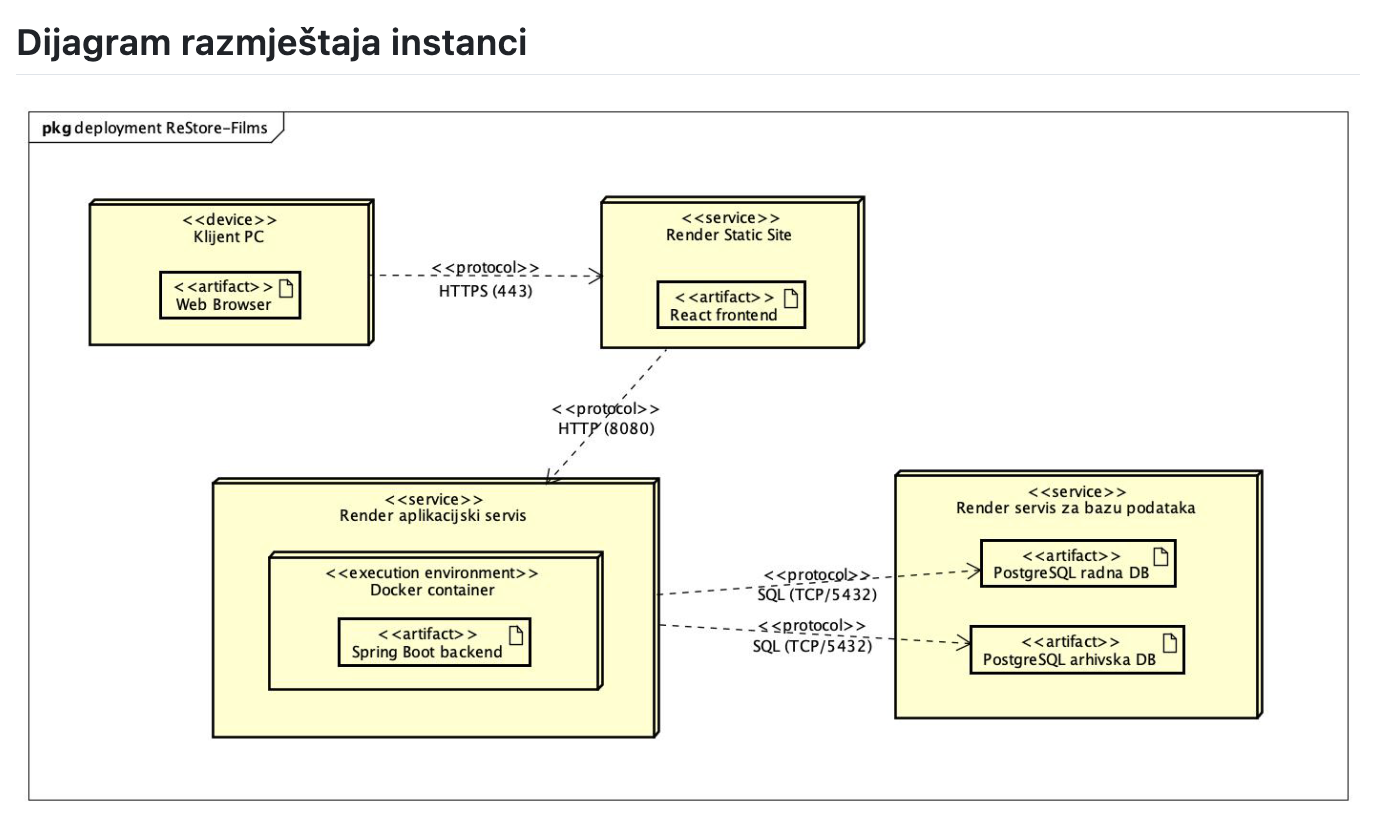 Dijagram razmještaja instanci
pkg deployment ReStore-Films
<<device>>
Klijent PC
<<artifact>>
Web Browser
<<protocol>>
HTTPS (443)
<<service>>
Render Static Site
<<artifact>>
React frontend
<<protocol>>
HTTP (8080)
<<service>>
Render aplikacijski servis
<<execution environment>>
Docker container
<<artifact>>
Spring Boot backend
<<protocol>>
SQL (TCP/5432)
<<protocol>>
SQL (TCP/5432)
<<service>>
Render servis za bazu podataka
<<artifact>>
PostgreSQL radna DB
<<artifact>>
PostgreSQL arhivska DB